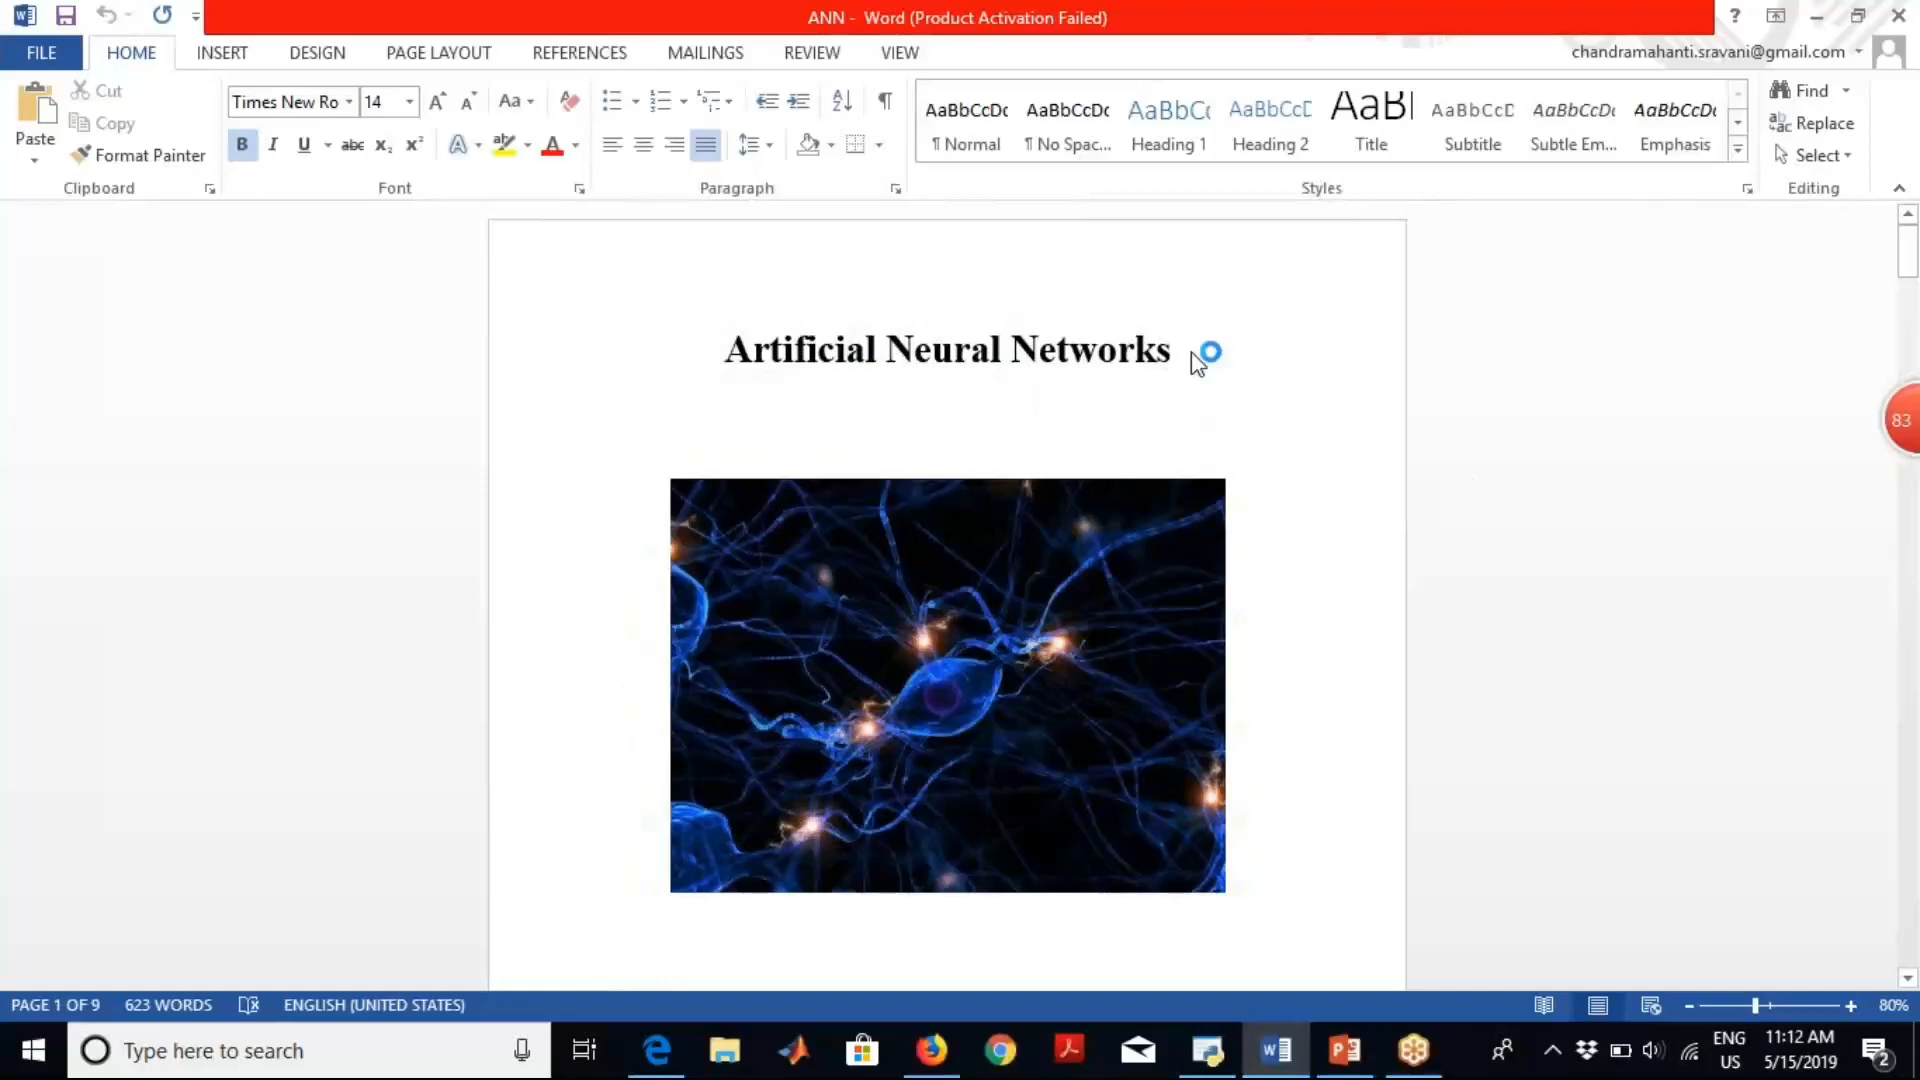 ANN - Word (Product Activation Failed)
?
FILE HOME INSERT DESIGN PAGE LAYOUT REFERENCES MAILINGS REVIEW VIEW
chandramahanti.sravani@gmail.com
Paste
Cut
Copy
Format Painter
Clipboard
Times New Ro 14
Font
Paragraph
AaBbCcDc AaBbCcDc AaBbCc AaBbCcD AaB AaBbCcD AaBbCcDc AaBbCcDc
¶ Normal ¶ No Spac... Heading 1 Heading 2 Title Subtitle Subtle Em... Emphasis
Styles
Find
Replace
Select
Editing
Artificial Neural Networks
83
PAGE 1 OF 9 623 WORDS ENGLISH (UNITED STATES) 80%
Type here to search
ENG
US
11:12 AM
5/15/2019
2